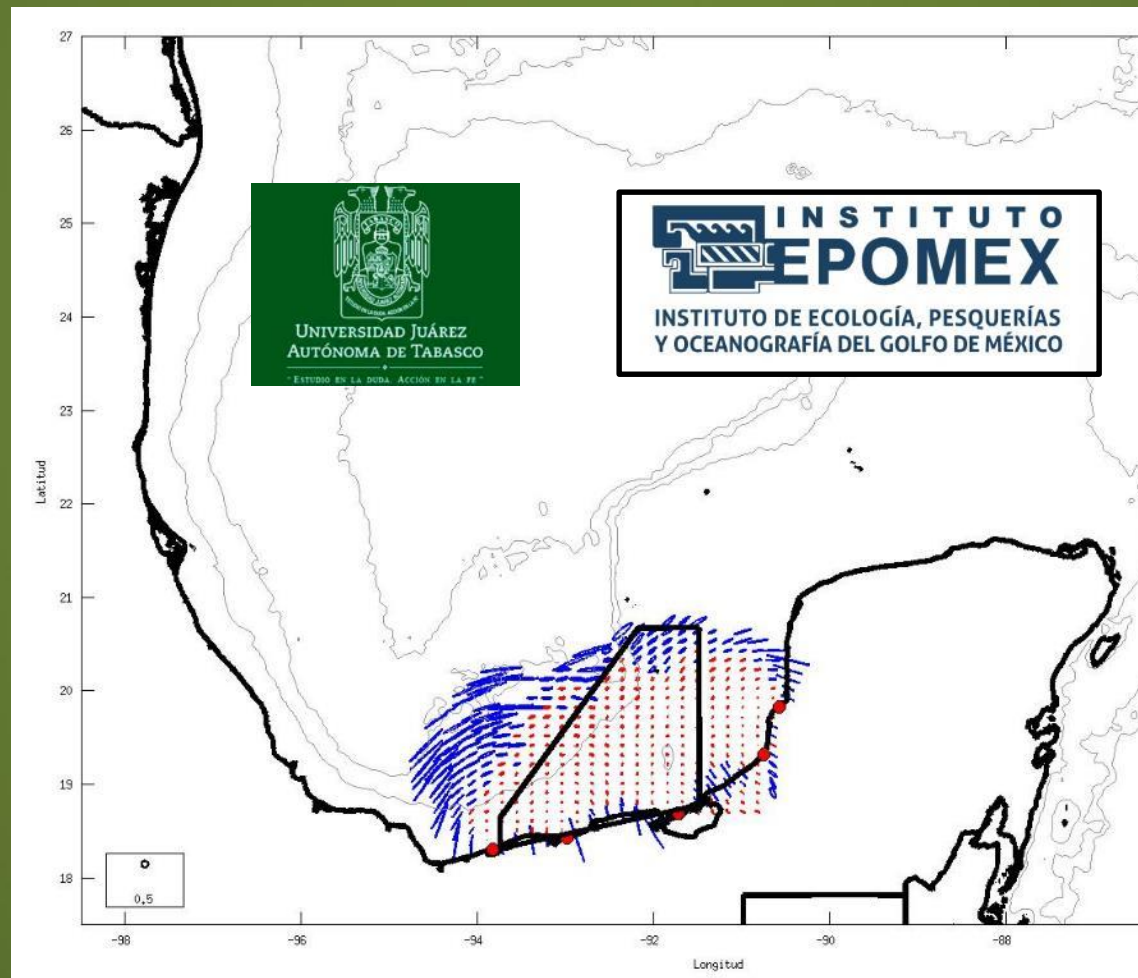 27
26
25
24
23
22
21
20
19
18
Latitud
UNIVERSIDAD JUÁREZ
AUTÓNOMA DE TABASCO
"ESTUDIO EN LA DUDA. ACCIÓN EN LA FE"
INSTITUTO
EPOMEX
INSTITUTO DE ECOLOGÍA, PESQUERÍAS
Y OCEANOGRAFÍA DEL GOLFO DE MÉXICO
0.5
-98
-96
-94
-92
-90
-88
Longitud